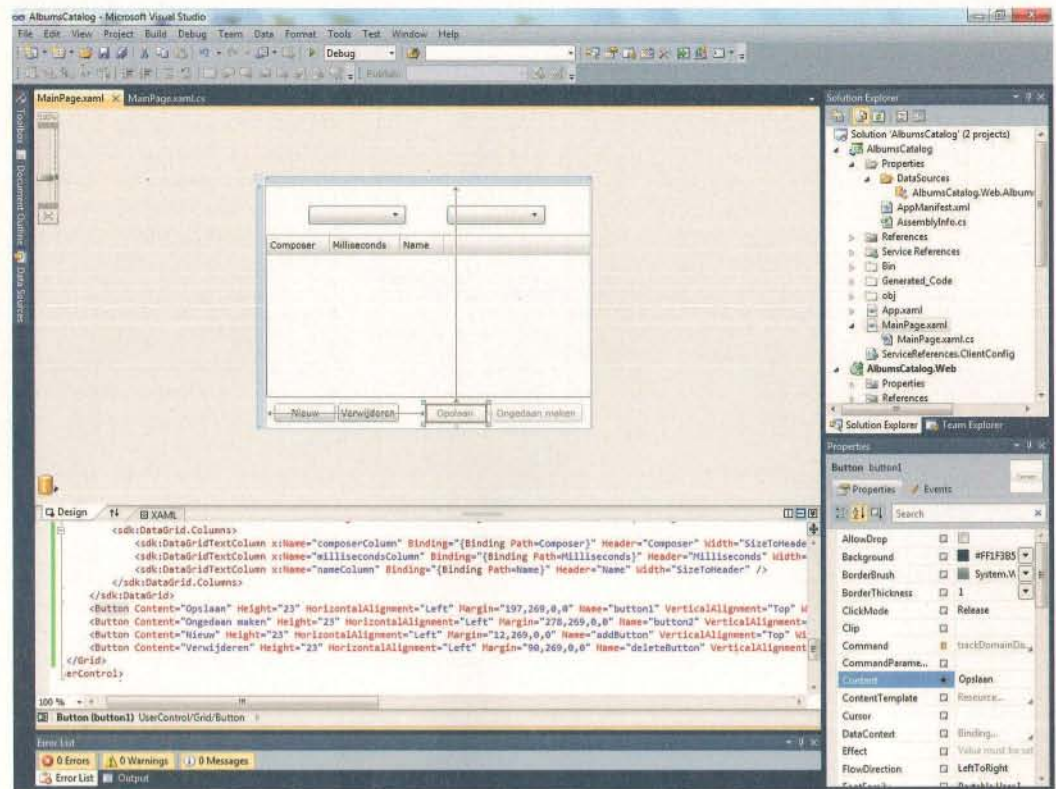 AlbumsCatalog - Microsoft Visual Studio
File Edit View Project Build Debug Team Data Format Tools Test Window Help
Debug
Publish:
MainPage.xaml MainPage.xaml.cs
Toolbox
Document Outline
Data Sources
100%
Composer Milliseconds Name
Nieuw Verwijderen Opslaan Ongedaan maken
Design XAML
<sdk:DataGrid.Columns>
<sdk:DataGridTextColumn x:Name="composerColumn" Binding="{Binding Path=Composer}" Header="Composer" Width="SizeToHeade
<sdk:DataGridTextColumn x:Name="millisecondsColumn" Binding="{Binding Path=Milliseconds}" Header="Milliseconds" Width=
<sdk:DataGridTextColumn x:Name="nameColumn" Binding="{Binding Path=Name}" Header="Name" Width="SizeToHeader" />
</sdk:DataGrid.Columns>
</sdk:DataGrid>
<Button Content="Opslaan" Height="23" HorizontalAlignment="Left" Margin="197,269,0,0" Name="button1" VerticalAlignment="Top" W
<Button Content="Ongedaan maken" Height="23" HorizontalAlignment="Left" Margin="278,269,0,0" Name="button2" VerticalAlignment=
<Button Content="Nieuw" Height="23" HorizontalAlignment="Left" Margin="12,269,0,0" Name="addButton" VerticalAlignment="Top" Wi
<Button Content="Verwijderen" Height="23" HorizontalAlignment="Left" Margin="90,269,0,0" Name="deleteButton" VerticalAlignment
</Grid>
erControl>
100 %
Button (button1) UserControl/Grid/Button
Error List
0 Errors 0 Warnings 0 Messages
Error List Output
Solution Explorer
Solution 'AlbumsCatalog' (2 projects)
AlbumsCatalog
Properties
DataSources
AlbumsCatalog.Web.Albums
AppManifest.xml
AssemblyInfo.cs
References
Service References
Bin
Generated_Code
obj
App.xaml
MainPage.xaml
MainPage.xaml.cs
ServiceReferences.ClientConfig
AlbumsCatalog.Web
Properties
References
Solution Explorer Team Explorer
Properties
Button button1
Properties Events
Search
AllowDrop
Background #FF1F3B5
BorderBrush System.W
BorderThickness 1
ClickMode Release
Clip
Command trackDomainDa
CommandParame...
Content Opslaan
ContentTemplate Resource...
Cursor
DataContext Binding...
Effect Value must be set
FlowDirection LeftToRight